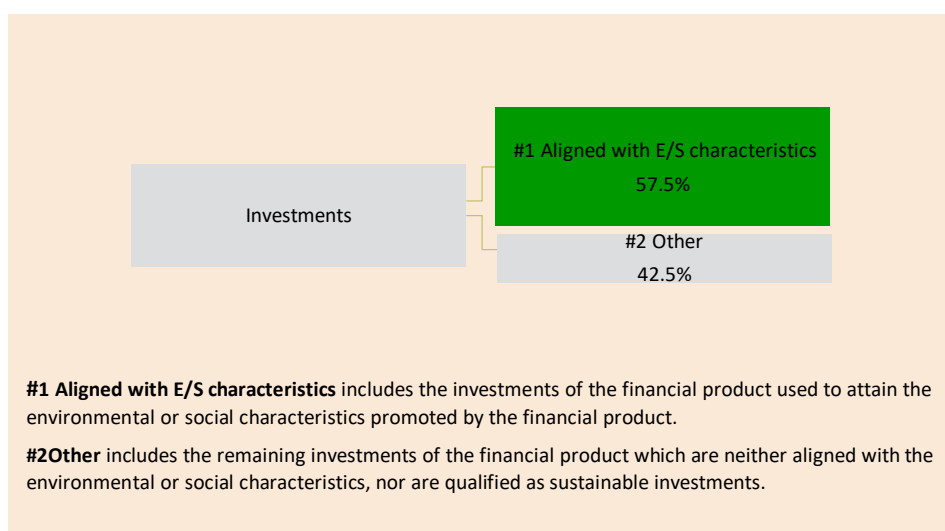 #1 Aligned with E/S characteristics
57.5%
Investments
#2 Other
42.5%
#1 Aligned with E/S characteristics includes the investments of the financial product used to attain the
environmental or social characteristics promoted by the financial product.
#2Other includes the remaining investments of the financial product which are neither aligned with the
environmental or social characteristics, nor are qualified as sustainable investments.